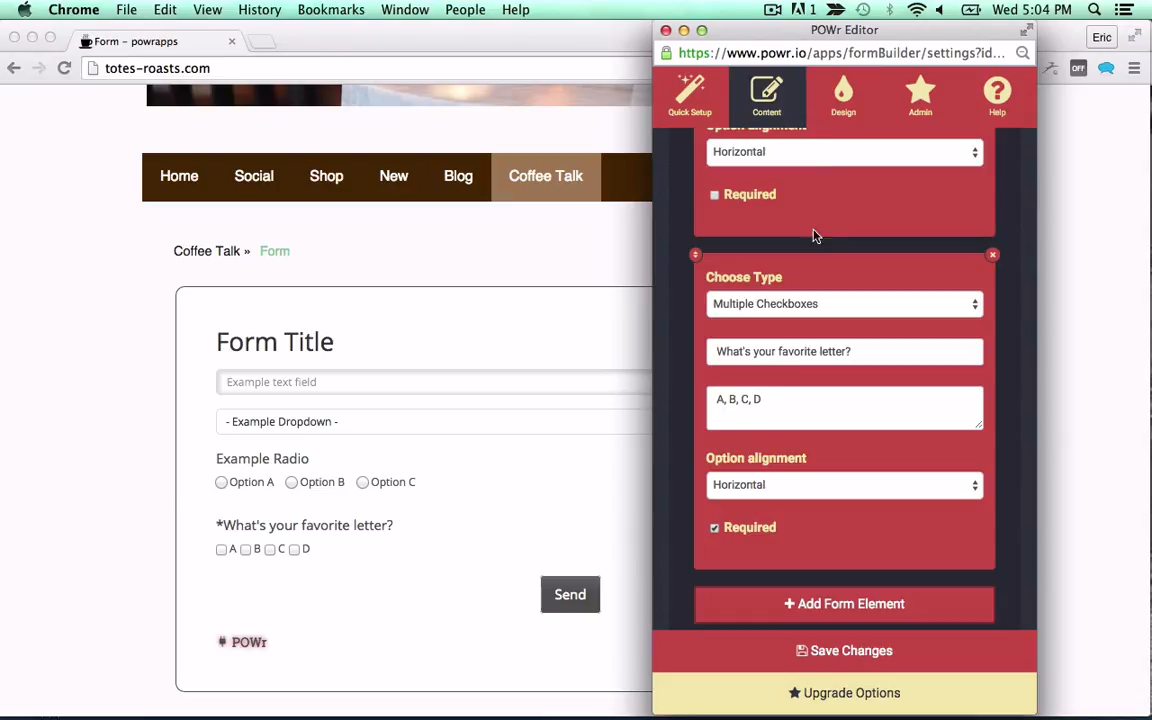 Chrome File Edit View History Bookmarks Window People Help
1 Wed 5:04 PM
Form – powrapps
Eric
totes-roasts.com
OFF
Home Social Shop New Blog Coffee Talk
Coffee Talk » Form
Form Title
Example text field
- Example Dropdown -
Example Radio
Option A Option B Option C
*What's your favorite letter?
A B C D
Send
POWr
POWr Editor
https://www.powr.io/apps/formBuilder/settings?id...
Quick Setup Content Design Admin Help
Option alignment
Horizontal
Required
Choose Type
Multiple Checkboxes
What's your favorite letter?
A, B, C, D
Option alignment
Horizontal
Required
+ Add Form Element
Save Changes
Upgrade Options